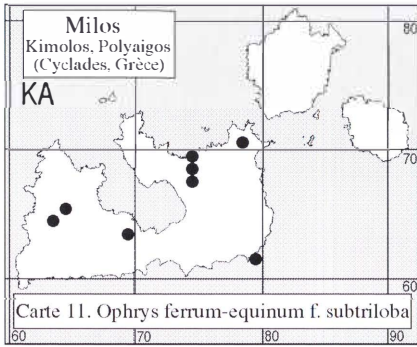 Milos
Kimolos, Polyaigos
(Cyclades, Grèce)
KA
80
70
60
Carte 11. Ophrys ferrum-equinum f. subtriloba
60 70 80 90